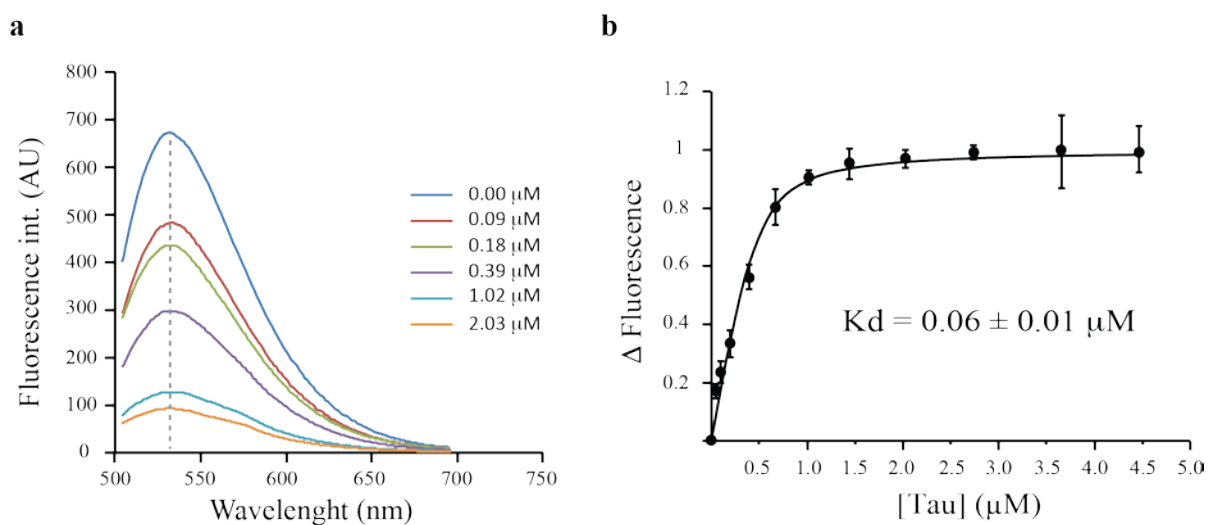 a
800
700
600
500
400
300
200
100
0
500
550
600
650
700
750
Fluorescence int. (AU)
Wavelenght (nm)
0.00 µM
0.09 µM
0.18 µM
0.39 µM
1.02 µM
2.03 µM
b
1.2
1
0.8
0.6
0.4
0.2
0.5
1.0
1.5
2.0
2.5
3.0
3.5
4.0
4.5
5.0
Δ Fluorescence
[Tau] (µM)
Kd = 0.06 ± 0.01 µM